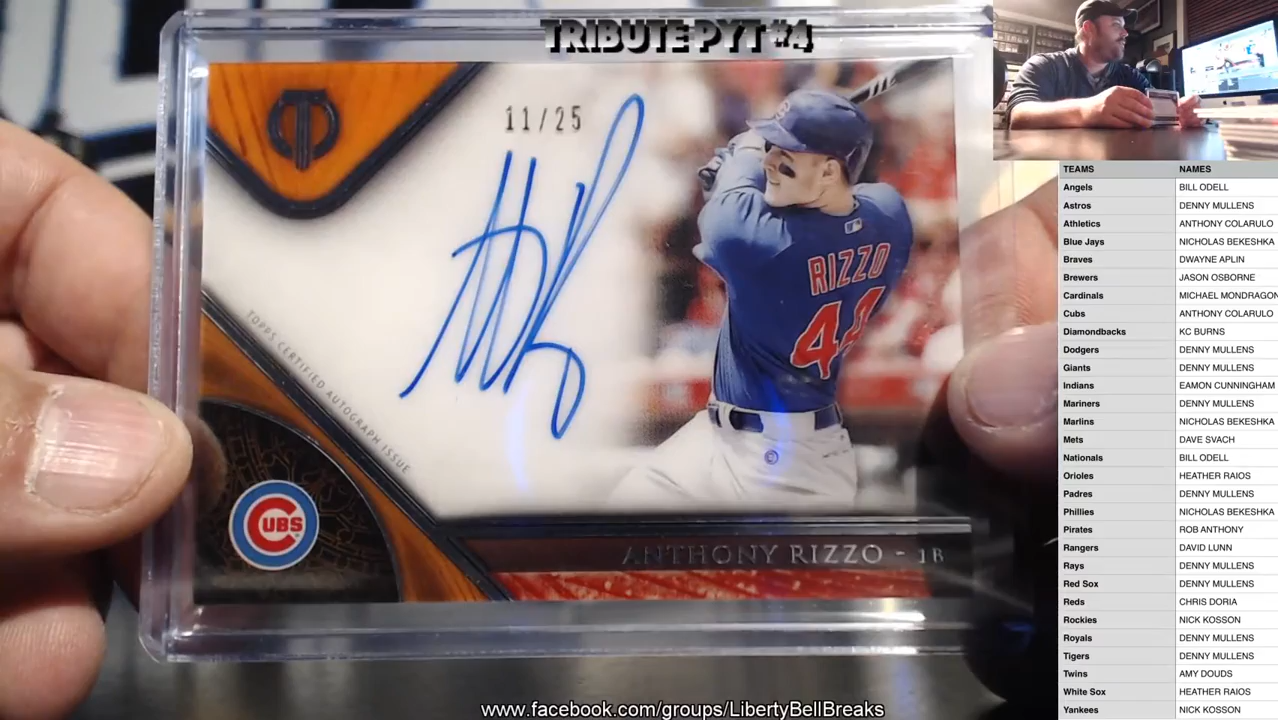 TRIBUTE PYT #4
11/25
RIZZO
44
TOPPS CERTIFIED AUTOGRAPH ISSUE
CUBS
ANTHONY RIZZO - 1B
www.facebook.com/groups/LibertyBellBreaks
TEAMS NAMES
Angels BILL ODELL
Astros DENNY MULLENS
Athletics ANTHONY COLARULO
Blue Jays NICHOLAS BEKESHKA
Braves DWAYNE APLIN
Brewers JASON OSBORNE
Cardinals MICHAEL MONDRAGON
Cubs ANTHONY COLARULO
Diamondbacks KC BURNS
Dodgers DENNY MULLENS
Giants DENNY MULLENS
Indians EAMON CUNNINGHAM
Mariners DENNY MULLENS
Marlins NICHOLAS BEKESHKA
Mets DAVE SVACH
Nationals BILL ODELL
Orioles HEATHER RAIOS
Padres DENNY MULLENS
Phillies NICHOLAS BEKESHKA
Pirates ROB ANTHONY
Rangers DAVID LUNN
Rays DENNY MULLENS
Red Sox DENNY MULLENS
Reds CHRIS DORIA
Rockies NICK KOSSON
Royals DENNY MULLENS
Tigers DENNY MULLENS
Twins AMY DOUDS
White Sox HEATHER RAIOS
Yankees NICK KOSSON